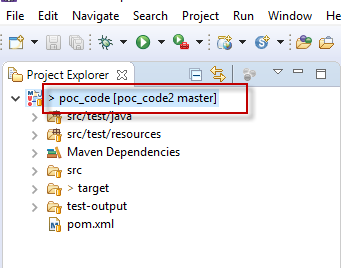 File Edit Navigate Search Project Run Window
Project Explorer
> poc_code [poc_code2 master]
src/test/java
src/test/resources
Maven Dependencies
src
> target
test-output
pom.xml